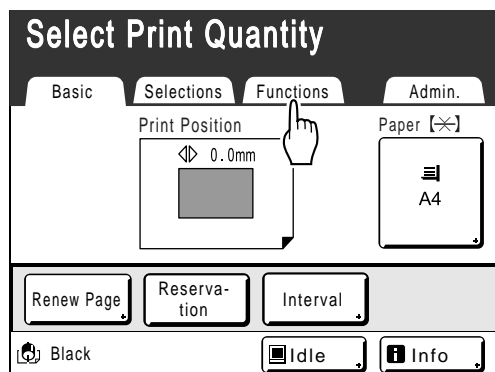 Select Print Quantity
Basic Selections Functions Admin.
Print Position Paper【⚹】
0.0mm
A4
Renew Page Reserva-
tion Interval
Black Idle Info